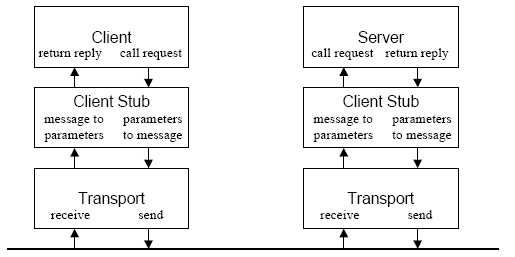 Client
return reply call request
Client Stub
message to parameters
parameters to message
Transport
receive send
Server
call request return reply
Client Stub
message to parameters
parameters to message
Transport
receive send